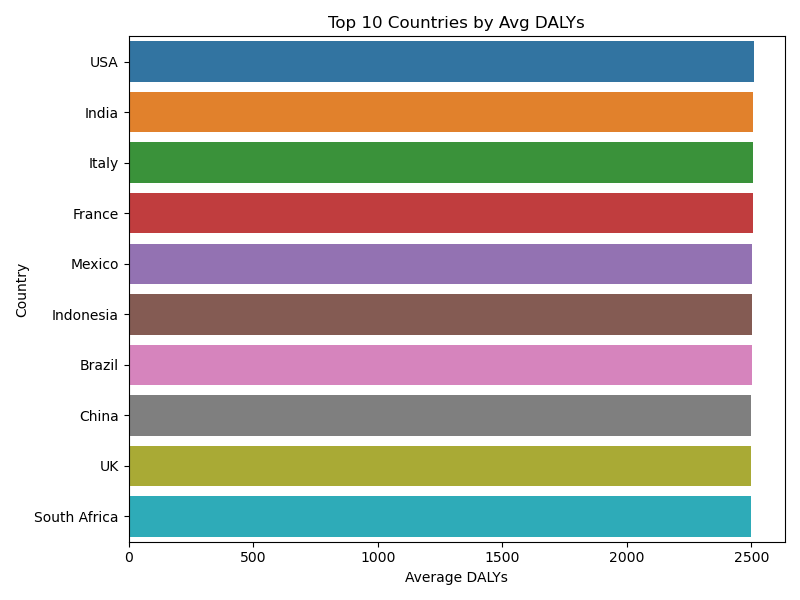 Top 10 Countries by Avg DALYs
Country
USA
India
Italy
France
Mexico
Indonesia
Brazil
China
UK
South Africa
0 500 1000 1500 2000 2500
Average DALYs